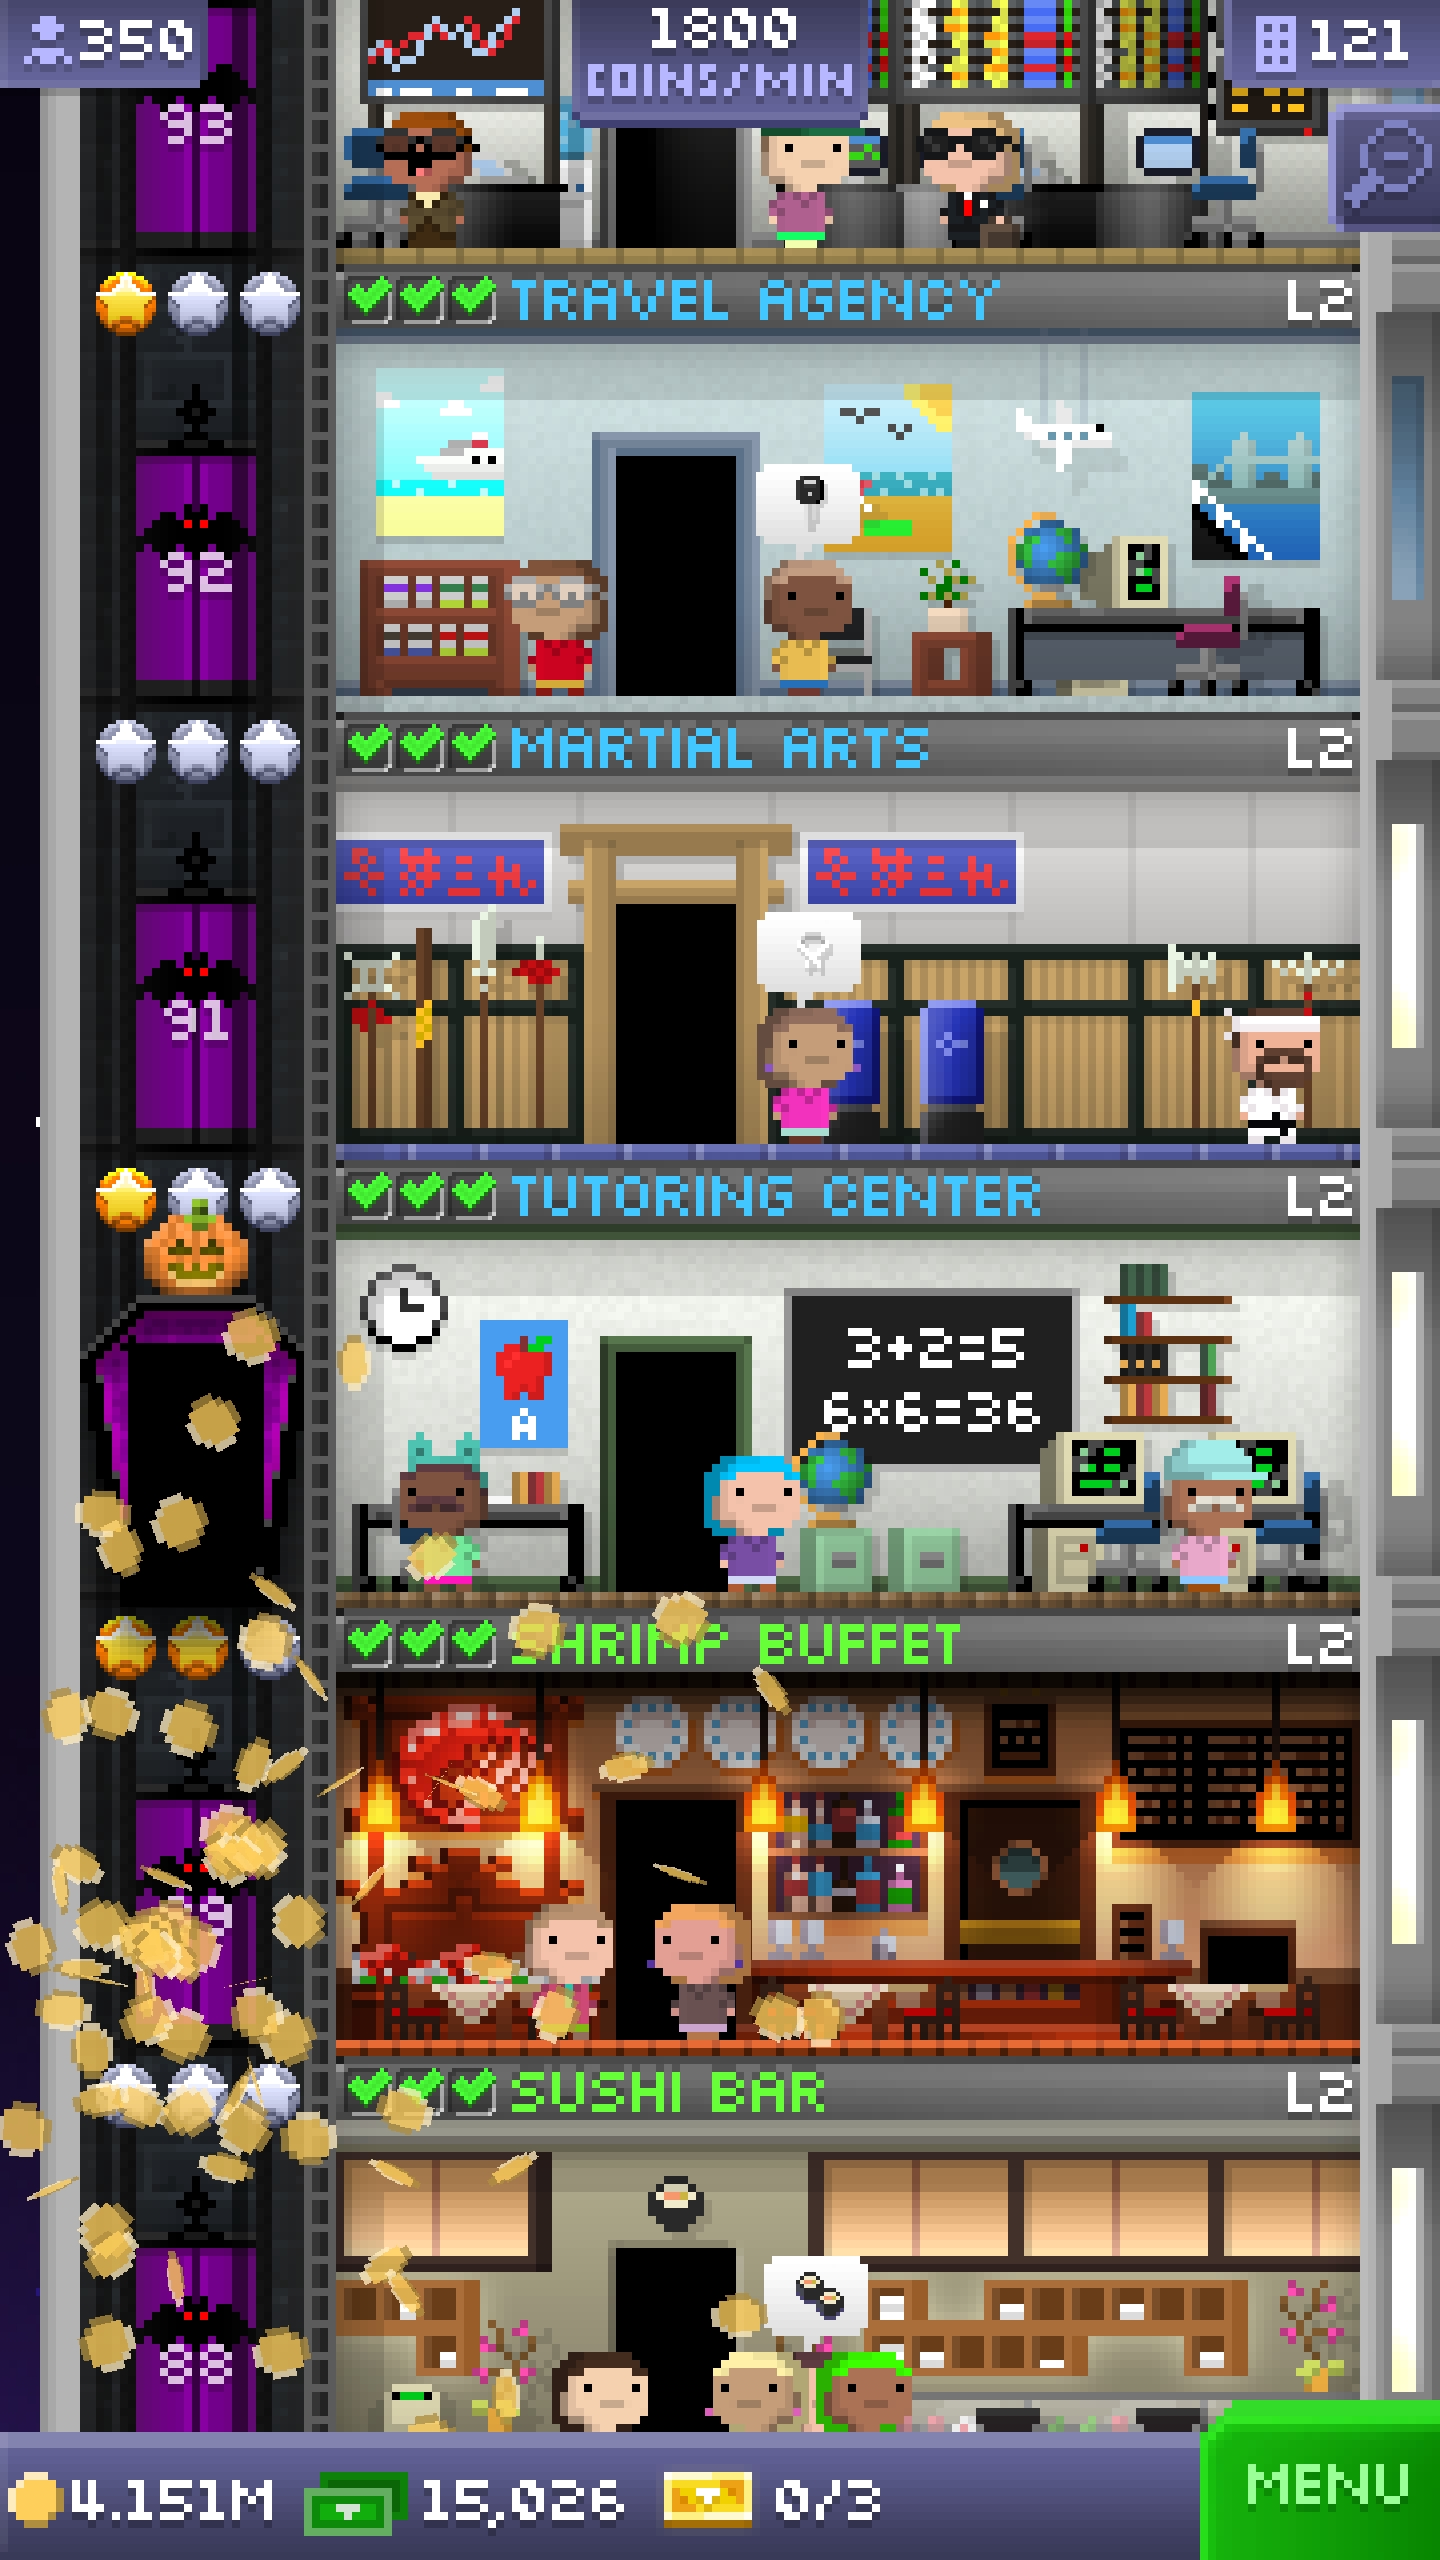 350
1800
COINS/MIN
121
93
TRAVEL AGENCY L2
92
MARTIAL ARTS L2
91
TUTORING CENTER L2
3+2=5
6×6=36
A
SHRIMP BUFFET L2
SUSHI BAR L2
88
4.151M 15,026 0/3
MENU